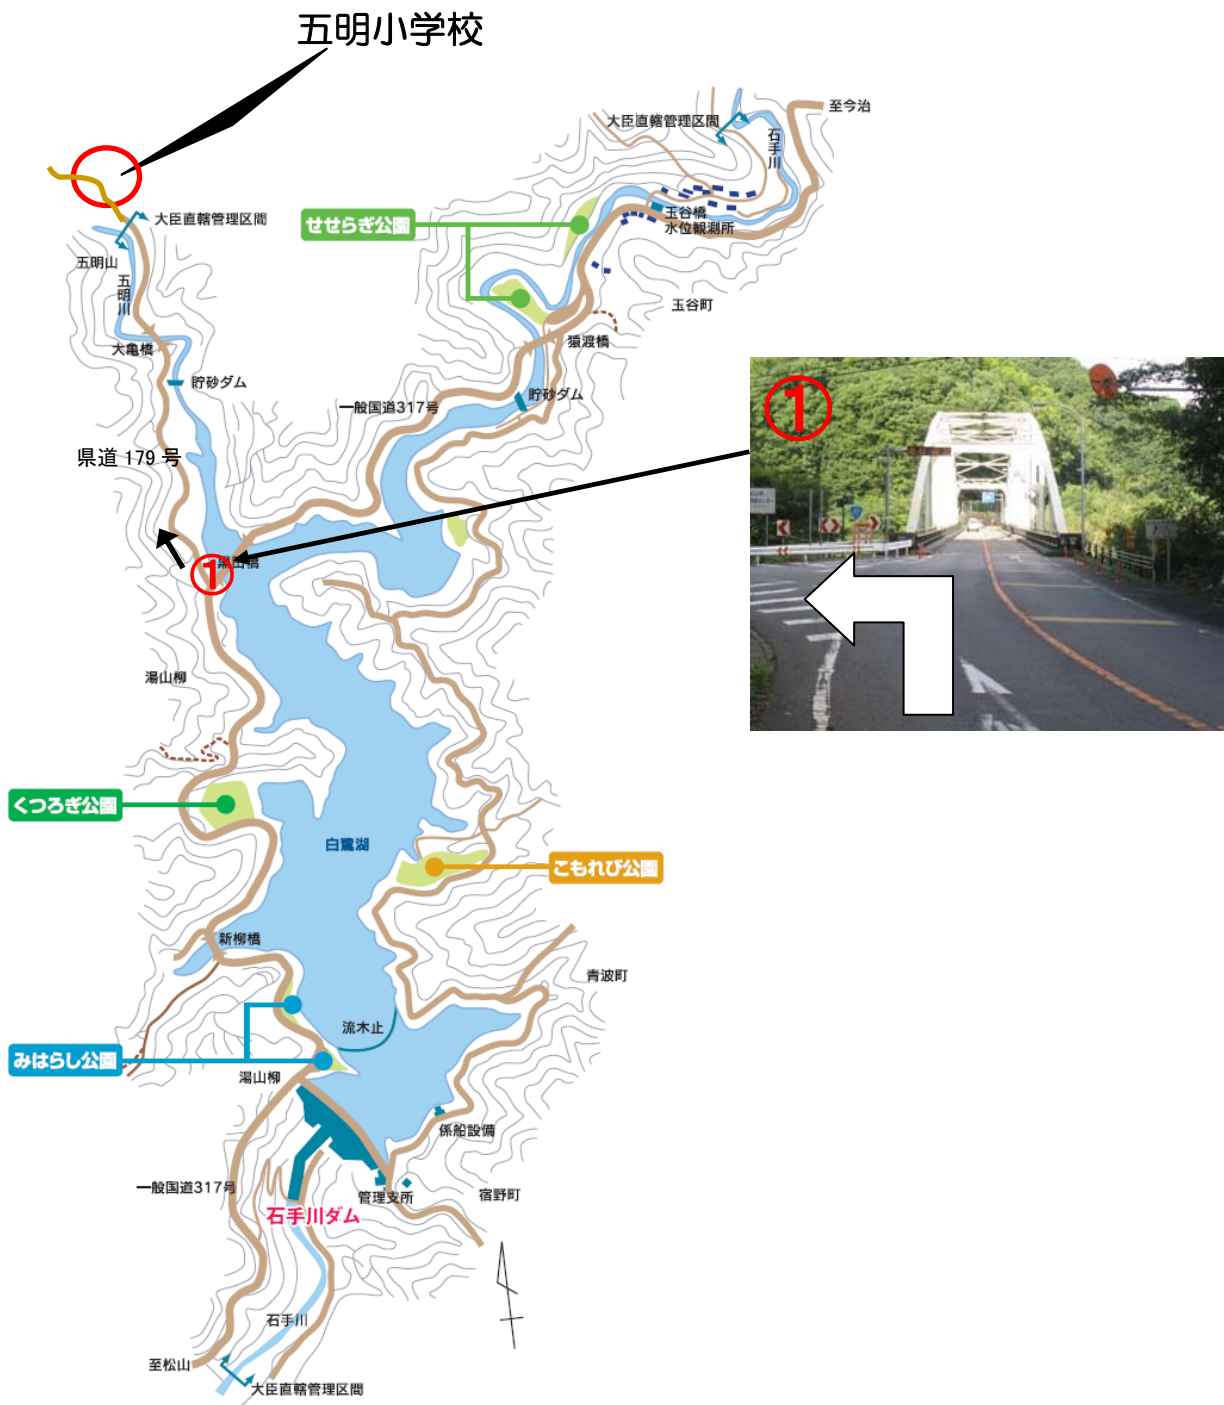 五明小学校
至今治
大臣直轄管理区間
石手川
大臣直轄管理区間
せせらぎ公園
玉谷橋
水位観測所
五明山
五明川
玉谷町
大亀橋
猿渡橋
貯砂ダム
貯砂ダム
一般国道317号
県道 179 号
①
黒田橋
①
湯山柳
くつろぎ公園
白鷺湖
こもれび公園
新柳橋
青波町
流木止
みはらし公園
湯山柳
係船設備
一般国道317号
管理支所
宿野町
石手川ダム
石手川
至松山
大臣直轄管理区間